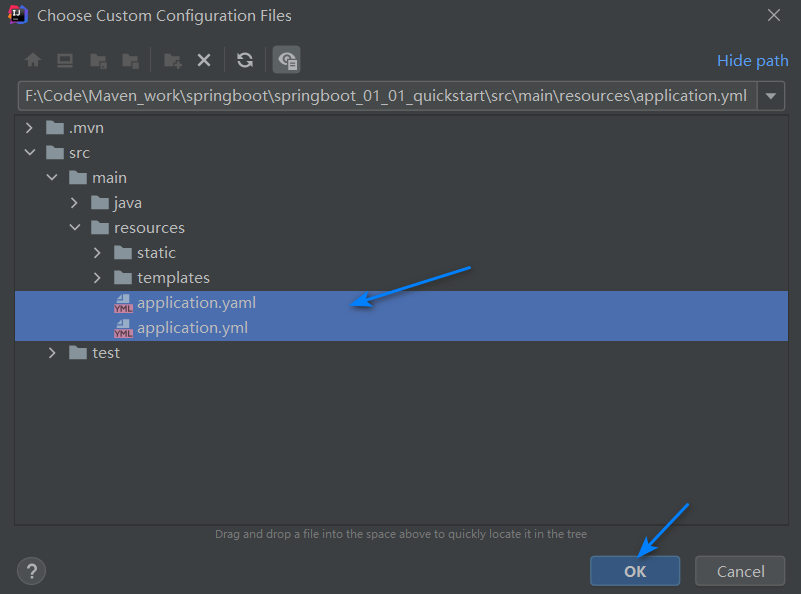 Choose Custom Configuration Files
Hide path
F:\Code\Maven_work\springboot\springboot_01_01_quickstart\src\main\resources\application.yml
.mvn
src
main
java
resources
static
templates
YML application.yaml
YML application.yml
test
Drag and drop a file into the space above to quickly locate it in the tree
? OK Cancel